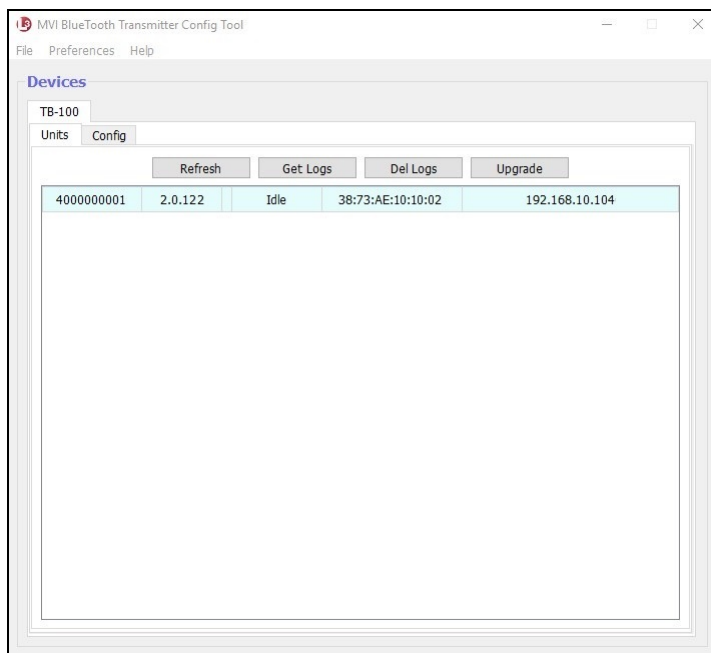 MVI BlueTooth Transmitter Config Tool
File Preferences Help
Devices
TB-100
Units Config
Refresh Get Logs Del Logs Upgrade
4000000001 2.0.122 Idle 38:73:AE:10:10:02 192.168.10.104